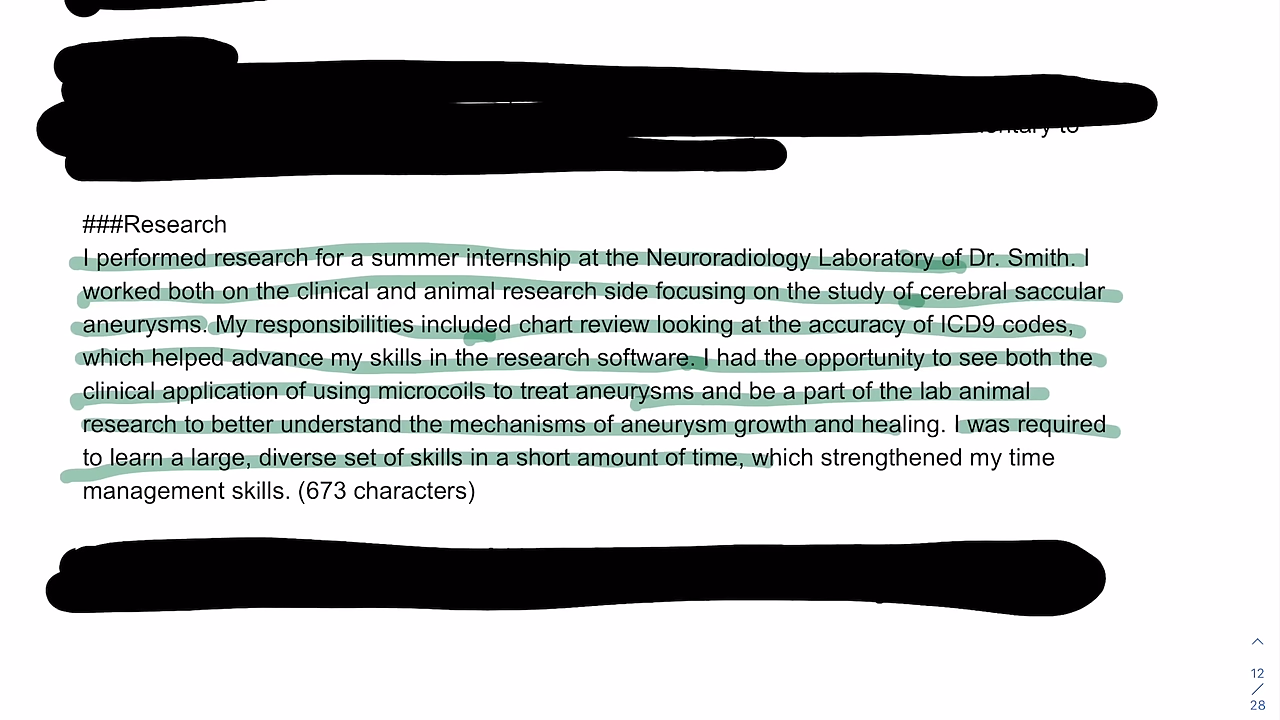 to
###Research
I performed research for a summer internship at the Neuroradiology Laboratory of Dr. Smith. I
worked both on the clinical and animal research side focusing on the study of cerebral saccular
aneurysms. My responsibilities included chart review looking at the accuracy of ICD9 codes,
which helped advance my skills in the research software. I had the opportunity to see both the
clinical application of using microcoils to treat aneurysms and be a part of the lab animal
research to better understand the mechanisms of aneurysm growth and healing. I was required
to learn a large, diverse set of skills in a short amount of time, which strengthened my time
management skills. (673 characters)
12
/
28